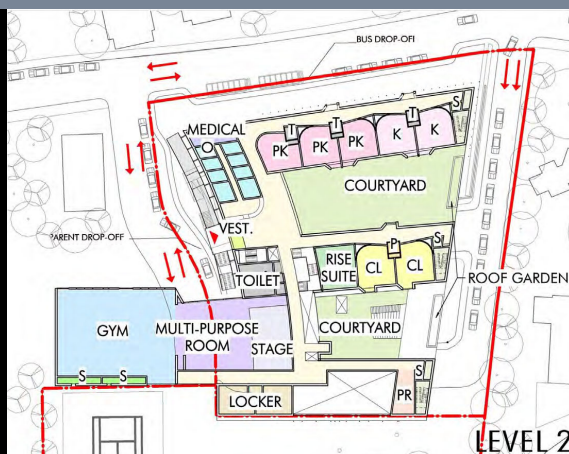 BUS DROP-OFF
MEDICAL
O
T
T
T
S
PK
PK
PK
K
K
COURTYARD
VEST.
PARENT DROP-OFF
TOILET
RISE
SUITE
P
CL
CL
S
ROOF GARDEN
GYM
MULTI-PURPOSE
ROOM
STAGE
COURTYARD
S
S
LOCKER
PR
S
LEVEL 2